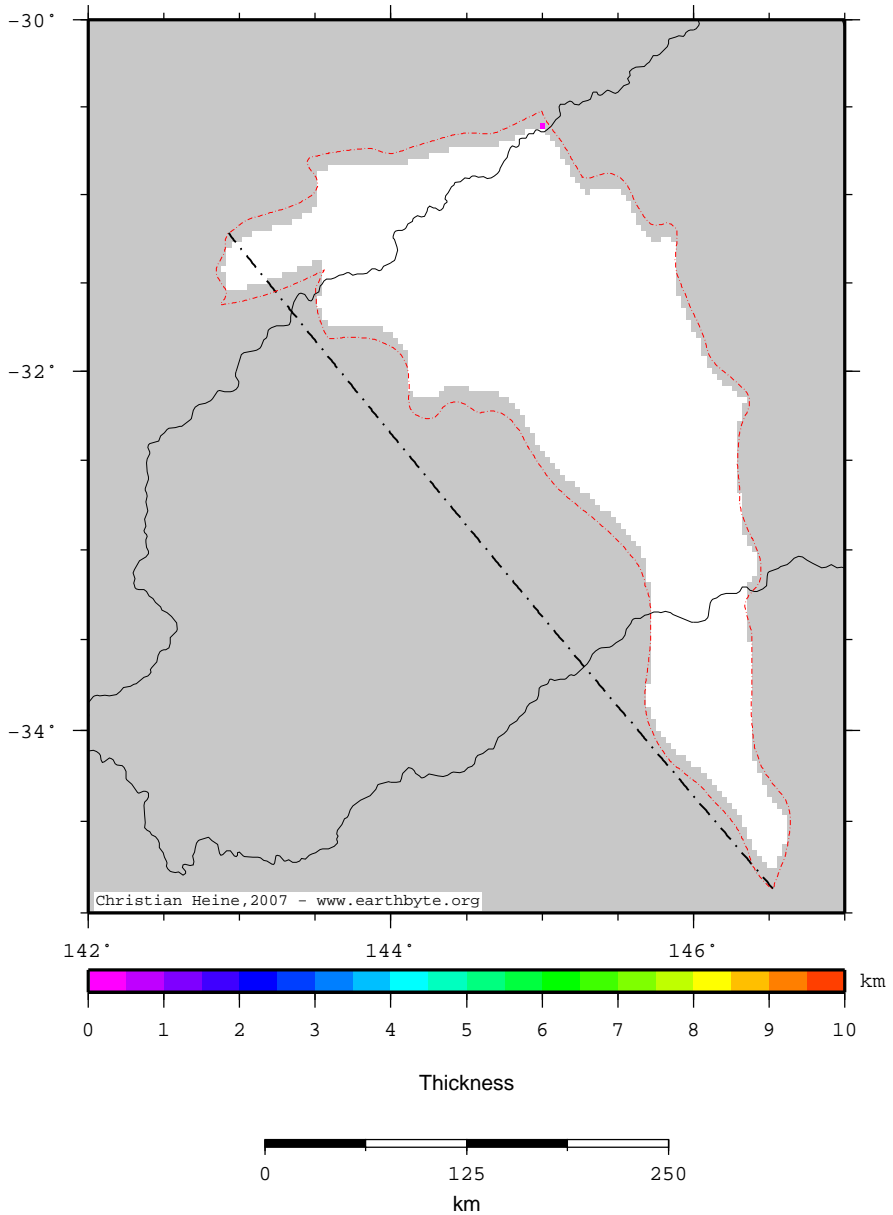 −30°
−32°
−34°
Christian Heine,2007 − www.earthbyte.org
142° 144° 146°
km
0 1 2 3 4 5 6 7 8 9 10
Thickness
0 125 250
km